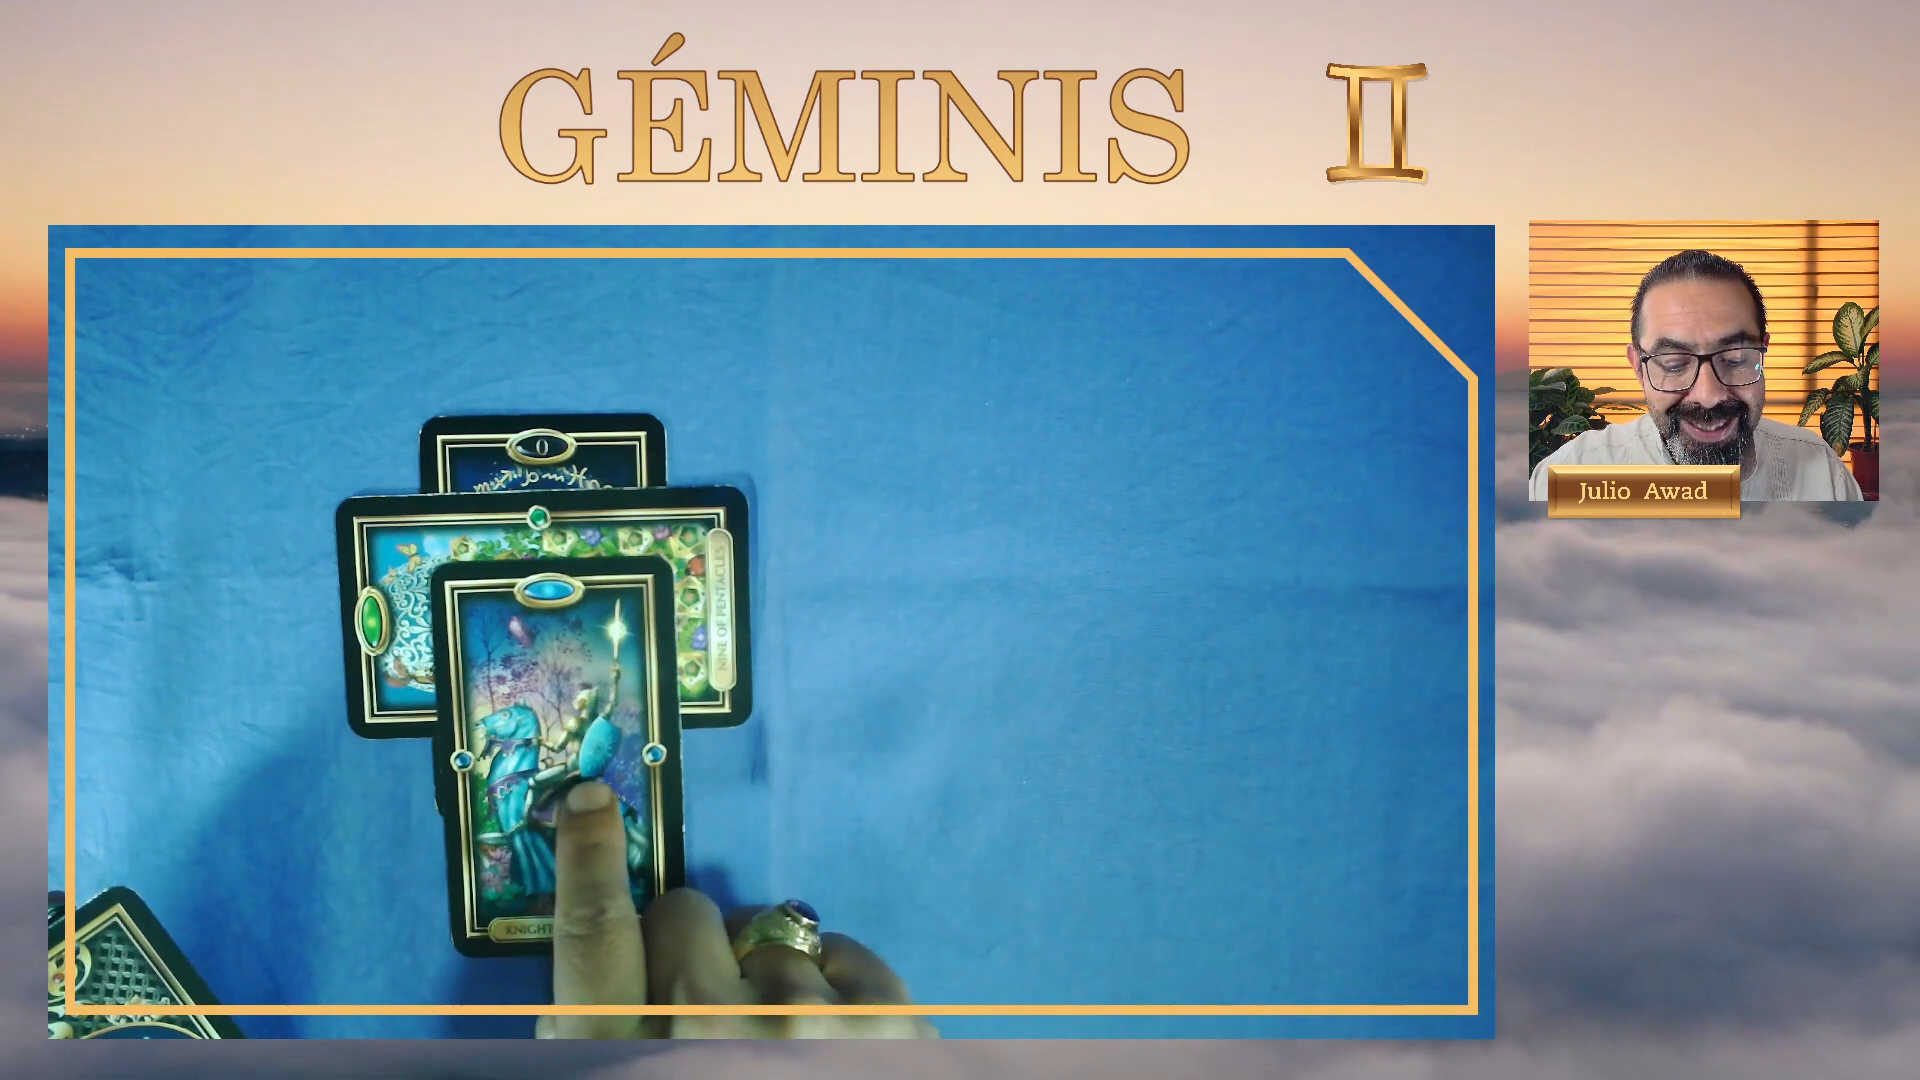 GÉMINIS
Julio Awad
0
NINE OF PENTACLES
KNIGHT